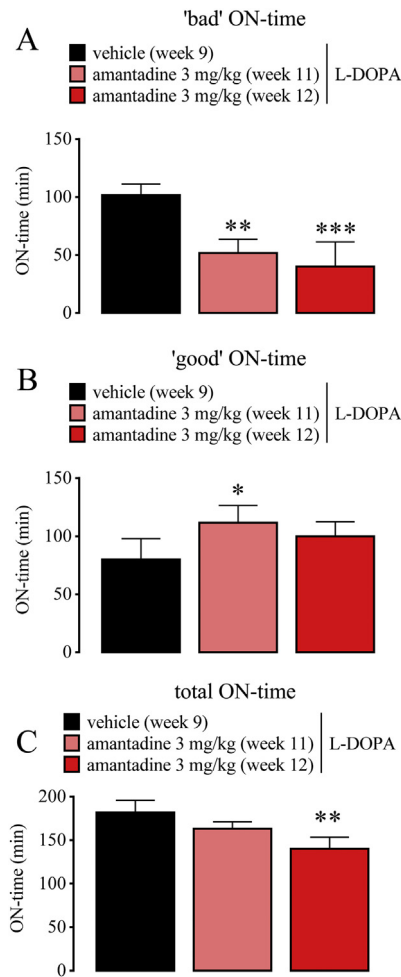 A
'bad' ON-time
vehicle (week 9)
amantadine 3 mg/kg (week 11)
amantadine 3 mg/kg (week 12)
L-DOPA
ON-time (min)
150
100
50
0
**
***
B
'good' ON-time
vehicle (week 9)
amantadine 3 mg/kg (week 11)
amantadine 3 mg/kg (week 12)
L-DOPA
ON-time (min)
150
100
50
0
*
total ON-time
C
vehicle (week 9)
amantadine 3 mg/kg (week 11)
amantadine 3 mg/kg (week 12)
L-DOPA
ON-time (min)
200
150
100
50
0
**